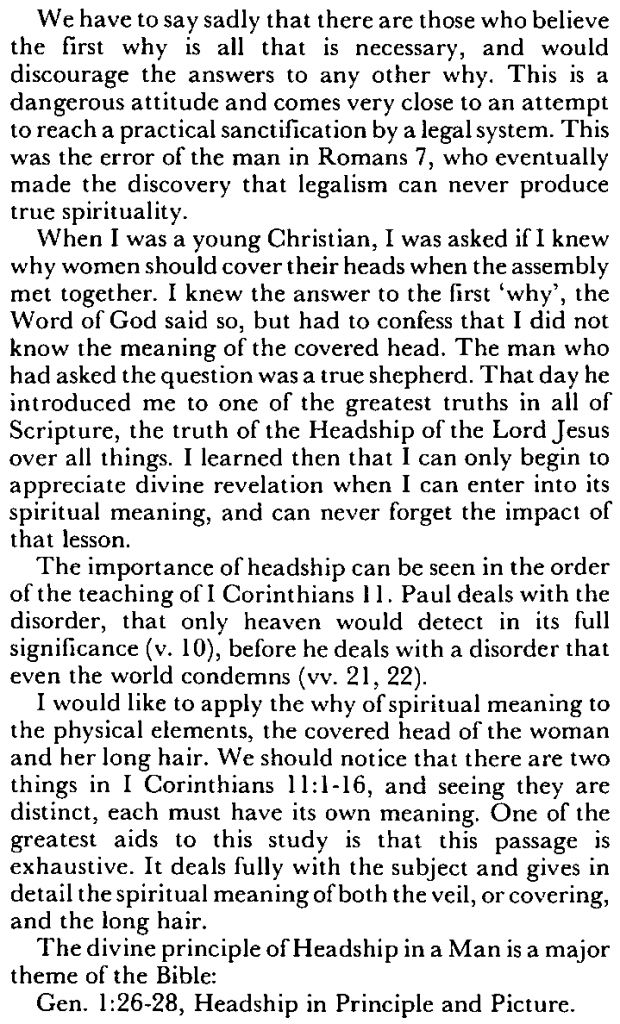 We have to say sadly that there are those who believe
the first why is all that is necessary, and would
discourage the answers to any other why. This is a
dangerous attitude and comes very close to an attempt
to reach a practical sanctification by a legal system. This
was the error of the man in Romans 7, who eventually
made the discovery that legalism can never produce
true spirituality.
When I was a young Christian, I was asked if I knew
why women should cover their heads when the assembly
met together. I knew the answer to the first ‘why’, the
Word of God said so, but had to confess that I did not
know the meaning of the covered head. The man who
had asked the question was a true shepherd. That day he
introduced me to one of the greatest truths in all of
Scripture, the truth of the Headship of the Lord Jesus
over all things. I learned then that I can only begin to
appreciate divine revelation when I can enter into its
spiritual meaning, and can never forget the impact of
that lesson.
The importance of headship can be seen in the order
of the teaching of I Corinthians 11. Paul deals with the
disorder, that only heaven would detect in its full
significance (v. 10), before he deals with a disorder that
even the world condemns (vv. 21, 22).
I would like to apply the why of spiritual meaning to
the physical elements, the covered head of the woman
and her long hair. We should notice that there are two
things in I Corinthians 11:1-16, and seeing they are
distinct, each must have its own meaning. One of the
greatest aids to this study is that this passage is
exhaustive. It deals fully with the subject and gives in
detail the spiritual meaning of both the veil, or covering,
and the long hair.
The divine principle of Headship in a Man is a major
theme of the Bible:
Gen. 1:26-28, Headship in Principle and Picture.